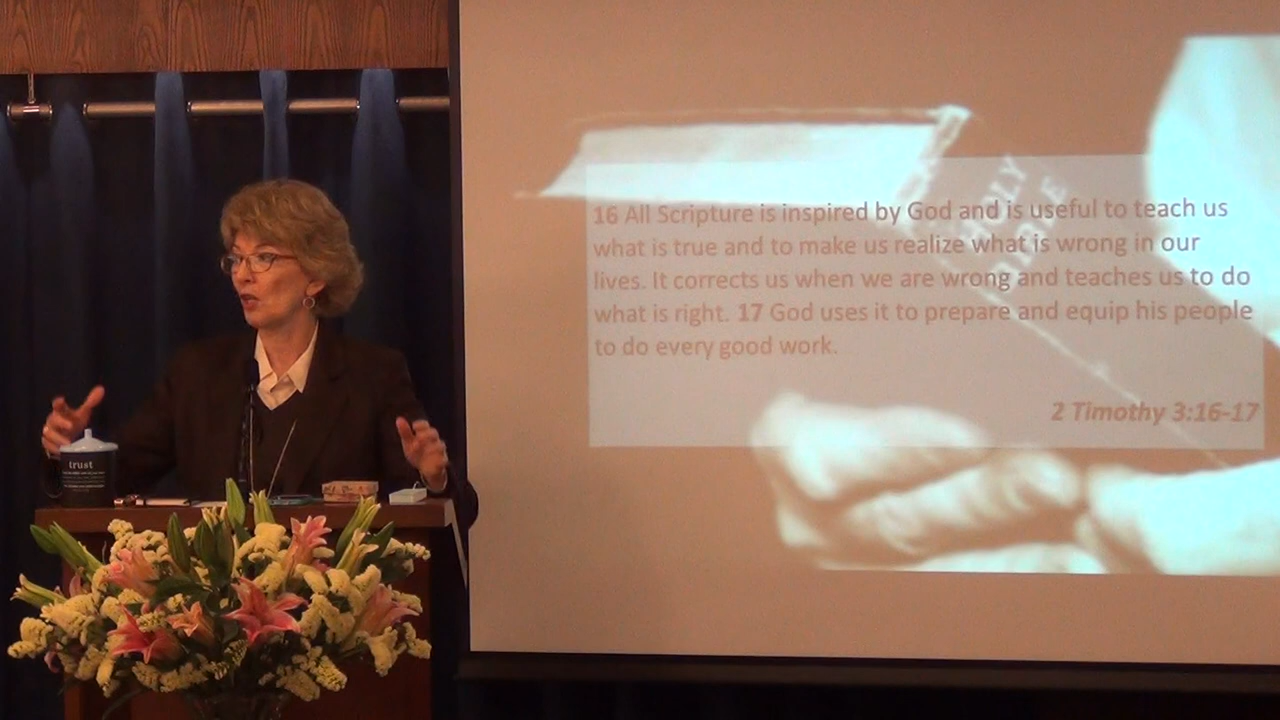 trust
HOLY
16 All Scripture is inspired by God and is useful to teach us
what is true and to make us realize what is wrong in our
lives. It corrects us when we are wrong and teaches us to do
what is right. 17 God uses it to prepare and equip his people
to do every good work.
2 Timothy 3:16-17